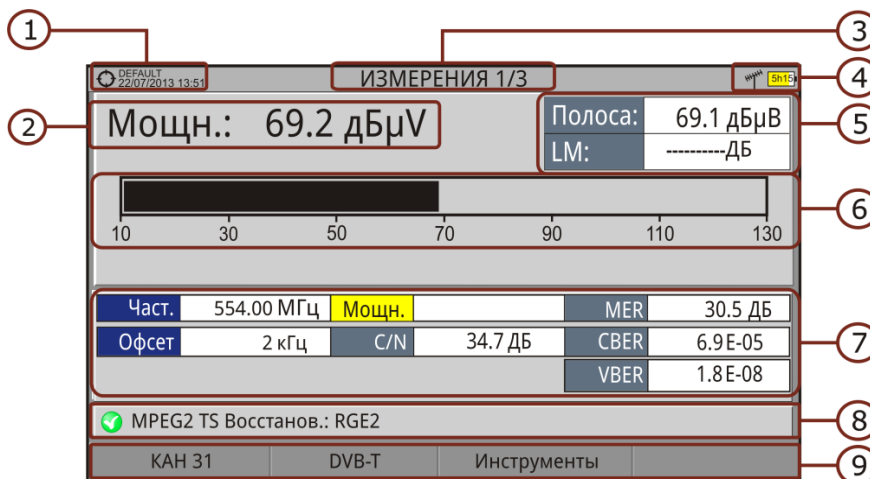 1
3
DEFAULT
22/07/2013 13:51
ИЗМЕРЕНИЯ 1/3
5h15
4
2
Мощн.: 69.2 дБµV
Полоса: 69.1 дБµВ
5
LM: ----------ДБ
6
10 30 50 70 90 110 130
Част. 554.00 МГц Мощн. MER 30.5 ДБ
Офсет 2 кГц C/N 34.7 ДБ CBER 6.9E-05
7
VBER 1.8E-08
MPEG2 TS Восстанов.: RGE2
8
КАН 31 DVB-T Инструменты
9